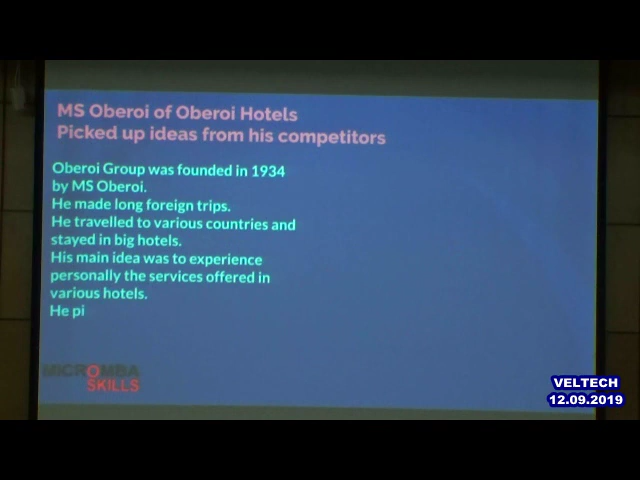 MS Oberoi of Oberoi Hotels
Picked up ideas from his competitors
Oberoi Group was founded in 1934
by MS Oberoi.
He made long foreign trips.
He travelled to various countries and
stayed in big hotels.
His main idea was to experience
personally the services offered in
various hotels.
He pi
MICROMBA
SKILLS
VELTECH
12.09.2019